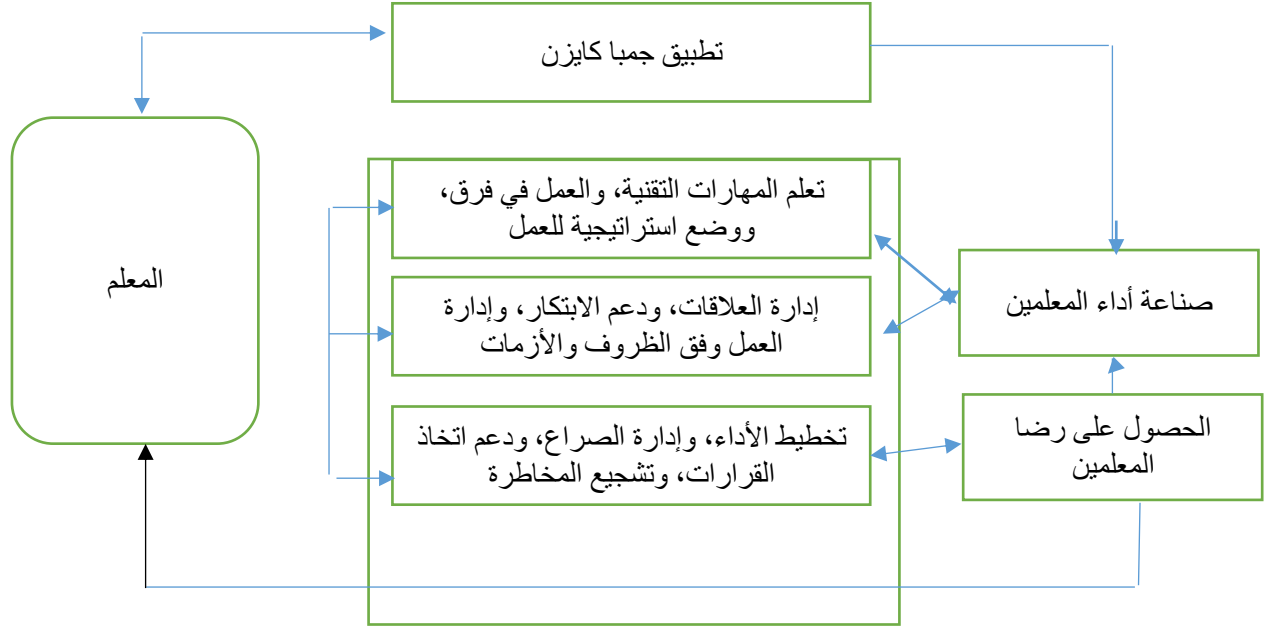 تطبيق جمبا كايزن
المعلم
تعلم المهارات التقنية، والعمل في فرق،
ووضع استراتيجية للعمل
إدارة العلاقات، ودعم الابتكار، وإدارة
العمل وفق الظروف والأزمات
تخطيط الأداء، وإدارة الصراع، ودعم اتخاذ
القرارات، وتشجيع المخاطرة
صناعة أداء المعلمين
الحصول على رضا
المعلمين